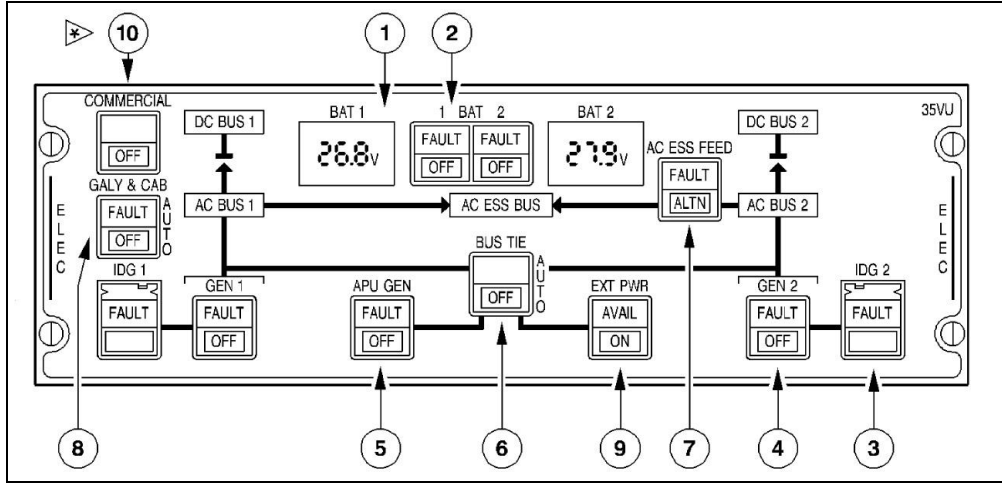 10
1
2
COMMERCIAL
OFF
DC BUS 1
BAT 1
26.8V
1 BAT 2
FAULT FAULT
OFF OFF
BAT 2
27.9V
DC BUS 2
35VU
AC ESS FEED
FAULT
ALTN
GALY & CAB
FAULT
OFF
AUTO
AC BUS 1
AC ESS BUS
AC BUS 2
ELEC
ELEC
BUS TIE
OFF
AUTO
IDG 1
FAULT
GEN 1
FAULT
OFF
APU GEN
FAULT
OFF
EXT PWR
AVAIL
ON
GEN 2
FAULT
OFF
IDG 2
FAULT
8
5
6
9
7
4
3